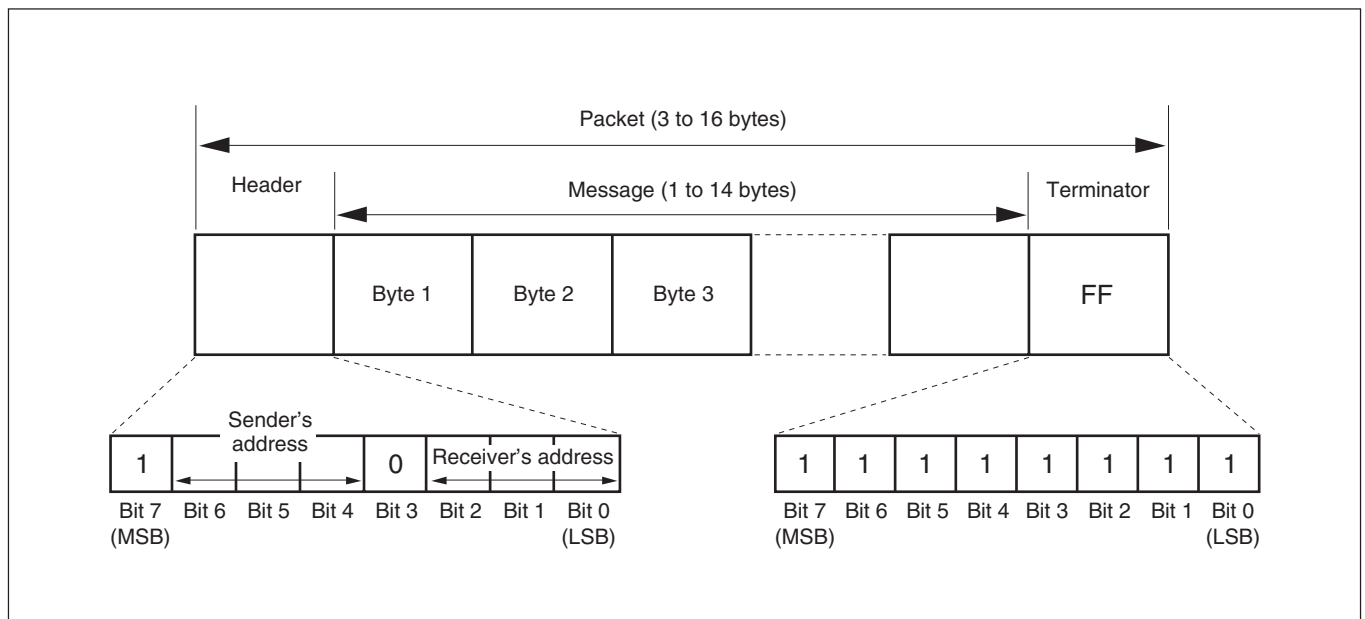 Packet (3 to 16 bytes)
Header
Message (1 to 14 bytes)
Terminator
Byte 1 Byte 2 Byte 3 FF
Sender's
address
1 0 Receiver's address
Bit 7 Bit 6 Bit 5 Bit 4 Bit 3 Bit 2 Bit 1 Bit 0
(MSB) (LSB)
1 1 1 1 1 1 1 1
Bit 7 Bit 6 Bit 5 Bit 4 Bit 3 Bit 2 Bit 1 Bit 0
(MSB) (LSB)